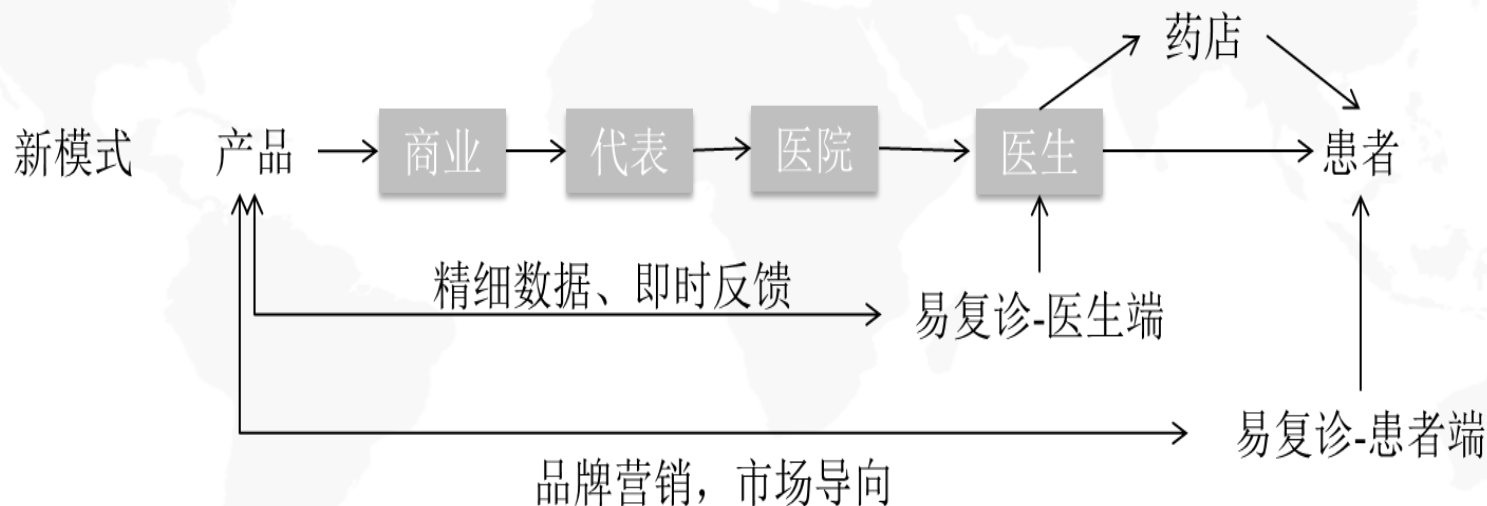 药店
新模式
产品
商业
代表
医院
医生
患者
精细数据、即时反馈
易复诊-医生端
易复诊-患者端
品牌营销，市场导向